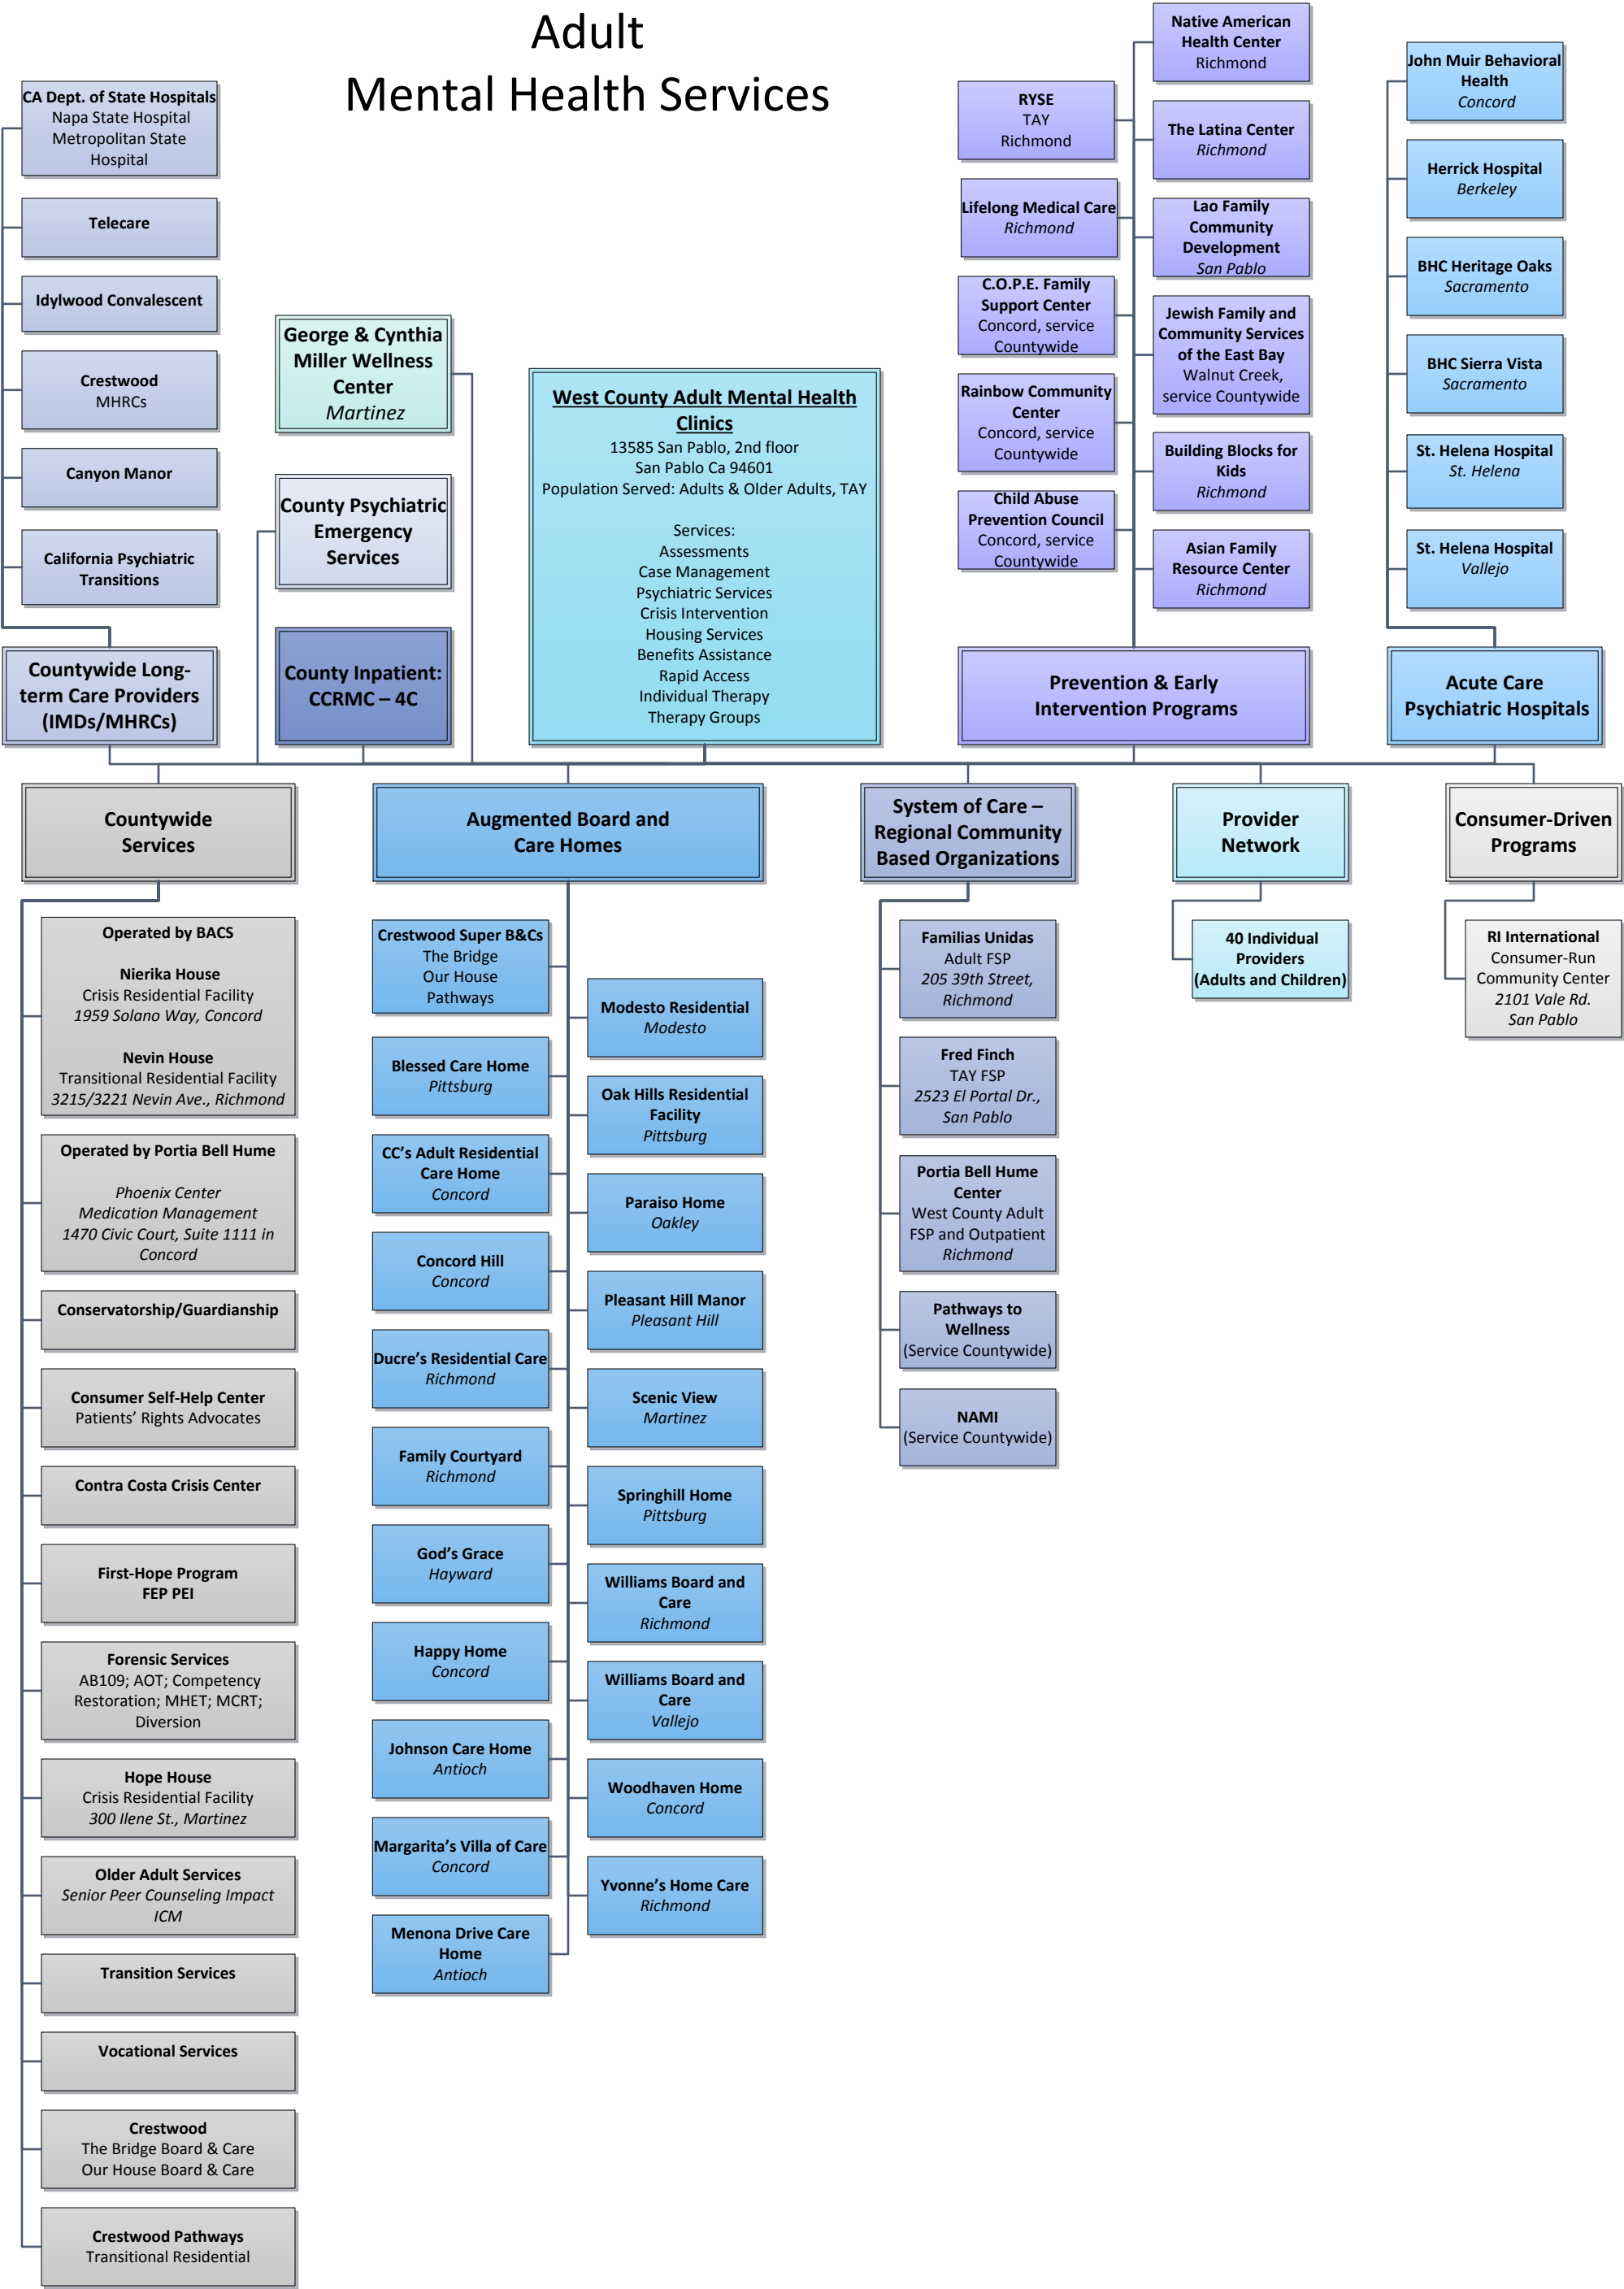 Adult
Mental Health Services
CA Dept. of State Hospitals
Napa State Hospital
Metropolitan State
Hospital
Telecare
Idylwood Convalescent
Crestwood
MHRCs
Canyon Manor
California Psychiatric
Transitions
Countywide Long-
term Care Providers
(IMDs/MHRCs)
George & Cynthia
Miller Wellness
Center
Martinez
County Psychiatric
Emergency
Services
County Inpatient:
CCRMC – 4C
West County Adult Mental Health
Clinics
13585 San Pablo, 2nd floor
San Pablo Ca 94601
Population Served: Adults & Older Adults, TAY
Services:
Assessments
Case Management
Psychiatric Services
Crisis Intervention
Housing Services
Benefits Assistance
Rapid Access
Individual Therapy
Therapy Groups
RYSE
TAY
Richmond
Lifelong Medical Care
Richmond
C.O.P.E. Family
Support Center
Concord, service
Countywide
Rainbow Community
Center
Concord, service
Countywide
Child Abuse
Prevention Council
Concord, service
Countywide
Native American
Health Center
Richmond
The Latina Center
Richmond
Lao Family
Community
Development
San Pablo
Jewish Family and
Community Services
of the East Bay
Walnut Creek,
service Countywide
Building Blocks for
Kids
Richmond
Asian Family
Resource Center
Richmond
Prevention & Early
Intervention Programs
John Muir Behavioral
Health
Concord
Herrick Hospital
Berkeley
BHC Heritage Oaks
Sacramento
BHC Sierra Vista
Sacramento
St. Helena Hospital
St. Helena
St. Helena Hospital
Vallejo
Acute Care
Psychiatric Hospitals
Countywide
Services
Operated by BACS
Nierika House
Crisis Residential Facility
1959 Solano Way, Concord
Nevin House
Transitional Residential Facility
3215/3221 Nevin Ave., Richmond
Operated by Portia Bell Hume
Phoenix Center
Medication Management
1470 Civic Court, Suite 1111 in
Concord
Conservatorship/Guardianship
Consumer Self-Help Center
Patients’ Rights Advocates
Contra Costa Crisis Center
First-Hope Program
FEP PEI
Forensic Services
AB109; AOT; Competency
Restoration; MHET; MCRT;
Diversion
Hope House
Crisis Residential Facility
300 Ilene St., Martinez
Older Adult Services
Senior Peer Counseling Impact
ICM
Transition Services
Vocational Services
Crestwood
The Bridge Board & Care
Our House Board & Care
Crestwood Pathways
Transitional Residential
Augmented Board and
Care Homes
Crestwood Super B&Cs
The Bridge
Our House
Pathways
Blessed Care Home
Pittsburg
CC’s Adult Residential
Care Home
Concord
Concord Hill
Concord
Ducre’s Residential Care
Richmond
Family Courtyard
Richmond
God’s Grace
Hayward
Happy Home
Concord
Johnson Care Home
Antioch
Margarita’s Villa of Care
Concord
Menona Drive Care
Home
Antioch
Modesto Residential
Modesto
Oak Hills Residential
Facility
Pittsburg
Paraiso Home
Oakley
Pleasant Hill Manor
Pleasant Hill
Scenic View
Martinez
Springhill Home
Pittsburg
Williams Board and
Care
Richmond
Williams Board and
Care
Vallejo
Woodhaven Home
Concord
Yvonne’s Home Care
Richmond
System of Care –
Regional Community
Based Organizations
Familias Unidas
Adult FSP
205 39th Street,
Richmond
Fred Finch
TAY FSP
2523 El Portal Dr.,
San Pablo
Portia Bell Hume
Center
West County Adult
FSP and Outpatient
Richmond
Pathways to
Wellness
(Service Countywide)
NAMI
(Service Countywide)
Provider
Network
40 Individual
Providers
(Adults and Children)
Consumer-Driven
Programs
RI International
Consumer-Run
Community Center
2101 Vale Rd.
San Pablo